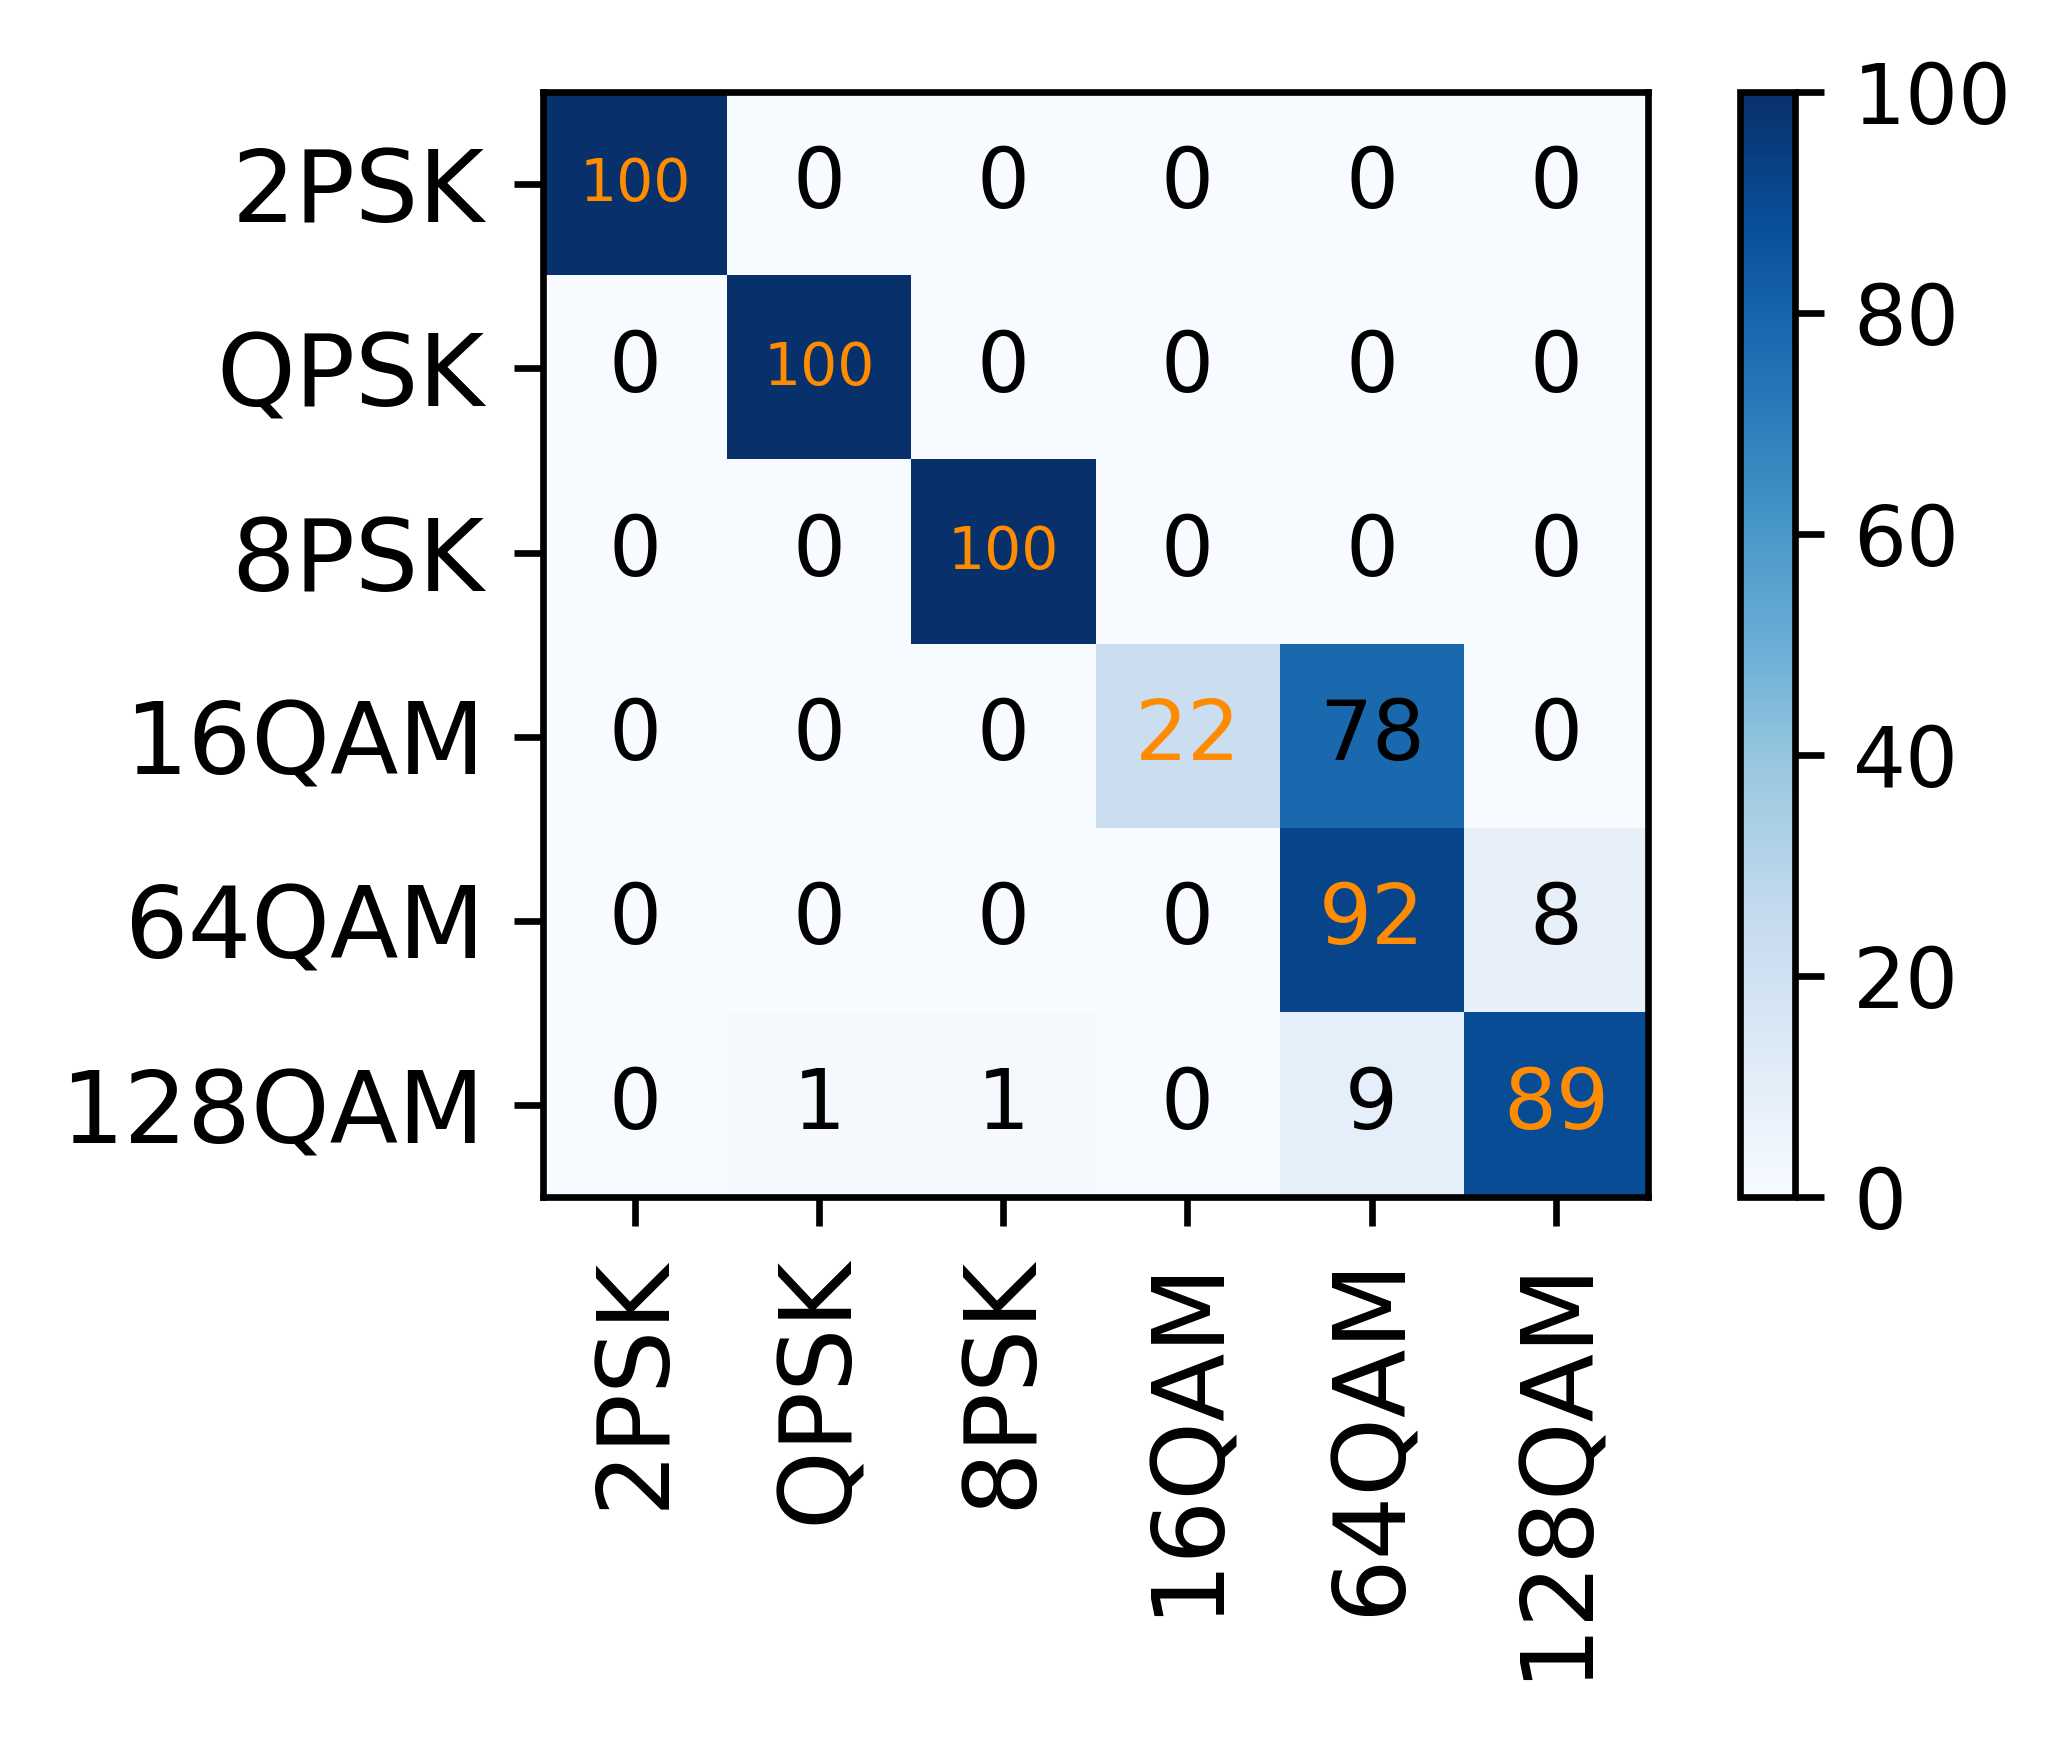 2PSK 100 0 0 0 0 0
QPSK 0 100 0 0 0 0
8PSK 0 0 100 0 0 0
16QAM 0 0 0 22 78 0
64QAM 0 0 0 0 92 8
128QAM 0 1 1 0 9 89
2PSK QPSK 8PSK 16QAM 64QAM 128QAM
100
80
60
40
20
0